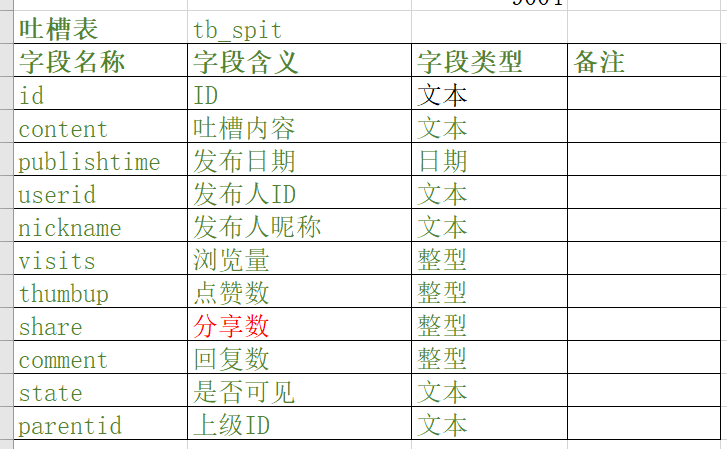 吐槽表 tb_spit
字段名称 字段含义 字段类型 备注
id ID 文本
content 吐槽内容 文本
publishtime 发布日期 日期
userid 发布人ID 文本
nickname 发布人昵称 文本
visits 浏览量 整型
thumbup 点赞数 整型
share 分享数 整型
comment 回复数 整型
state 是否可见 文本
parentid 上级ID 文本